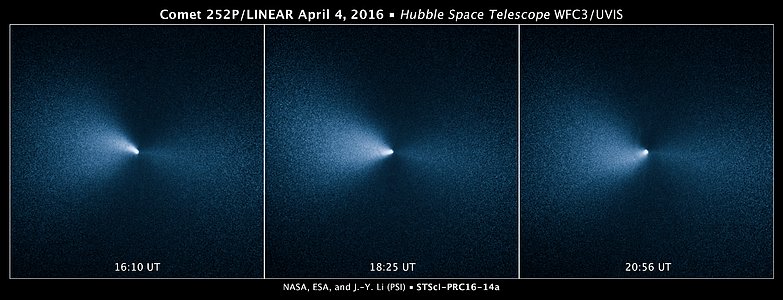 Comet 252P/LINEAR April 4, 2016 ▪ Hubble Space Telescope WFC3/UVIS
16:10 UT
18:25 UT
20:56 UT
NASA, ESA, and J.-Y. Li (PSI) ▪ STScI-PRC16-14a